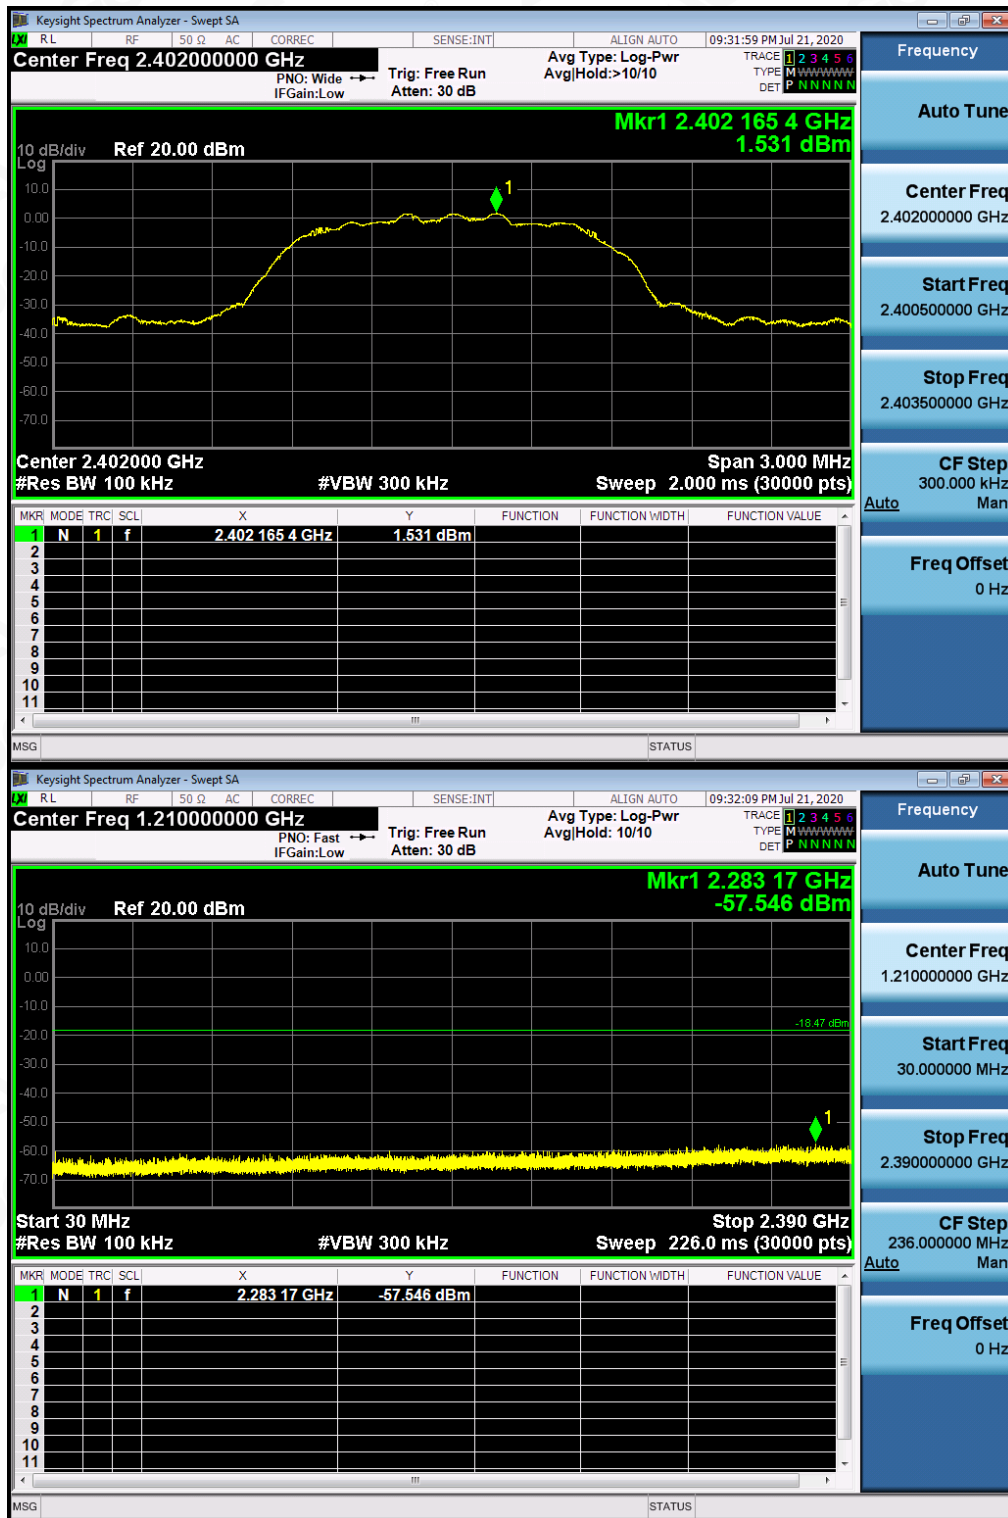 Keysight Spectrum Analyzer - Swept SA
LXI RL RF 50 Ω AC CORREC SENSE:INT ALIGN AUTO 09:31:59 PM Jul 21, 2020
Center Freq 2.402000000 GHz
PNO: Wide
IFGain:Low
Trig: Free Run
Atten: 30 dB
Avg Type: Log-Pwr
Avg|Hold:>10/10
TRACE 1 2 3 4 5 6
TYPE M WWWWW
DET P N N N N N
Mkr1 2.402 165 4 GHz
1.531 dBm
10 dB/div Ref 20.00 dBm
Log
10.0
0.00
-10.0
-20.0
-30.0
-40.0
-50.0
-60.0
-70.0
1
Center 2.402000 GHz Span 3.000 MHz
#Res BW 100 kHz #VBW 300 kHz Sweep 2.000 ms (30000 pts)
MKR MODE TRC SCL X Y FUNCTION FUNCTION WIDTH FUNCTION VALUE
1 N 1 f 2.402 165 4 GHz 1.531 dBm
2
3
4
5
6
7
8
9
10
11
MSG STATUS
Frequency
Auto Tune
Center Freq
2.402000000 GHz
Start Freq
2.400500000 GHz
Stop Freq
2.403500000 GHz
CF Step
300.000 kHz
Auto Man
Freq Offset
0 Hz
Keysight Spectrum Analyzer - Swept SA
LXI RL RF 50 Ω AC CORREC SENSE:INT ALIGN AUTO 09:32:09 PM Jul 21, 2020
Center Freq 1.210000000 GHz
PNO: Fast
IFGain:Low
Trig: Free Run
Atten: 30 dB
Avg Type: Log-Pwr
Avg|Hold: 10/10
TRACE 1 2 3 4 5 6
TYPE M WWWWW
DET P N N N N N
Mkr1 2.283 17 GHz
-57.546 dBm
10 dB/div Ref 20.00 dBm
Log
10.0
0.00
-10.0
-20.0
-30.0
-40.0
-50.0
-60.0
-70.0
-18.47 dBm
1
Start 30 MHz Stop 2.390 GHz
#Res BW 100 kHz #VBW 300 kHz Sweep 226.0 ms (30000 pts)
MKR MODE TRC SCL X Y FUNCTION FUNCTION WIDTH FUNCTION VALUE
1 N 1 f 2.283 17 GHz -57.546 dBm
2
3
4
5
6
7
8
9
10
11
MSG STATUS
Frequency
Auto Tune
Center Freq
1.210000000 GHz
Start Freq
30.000000 MHz
Stop Freq
2.390000000 GHz
CF Step
236.000000 MHz
Auto Man
Freq Offset
0 Hz